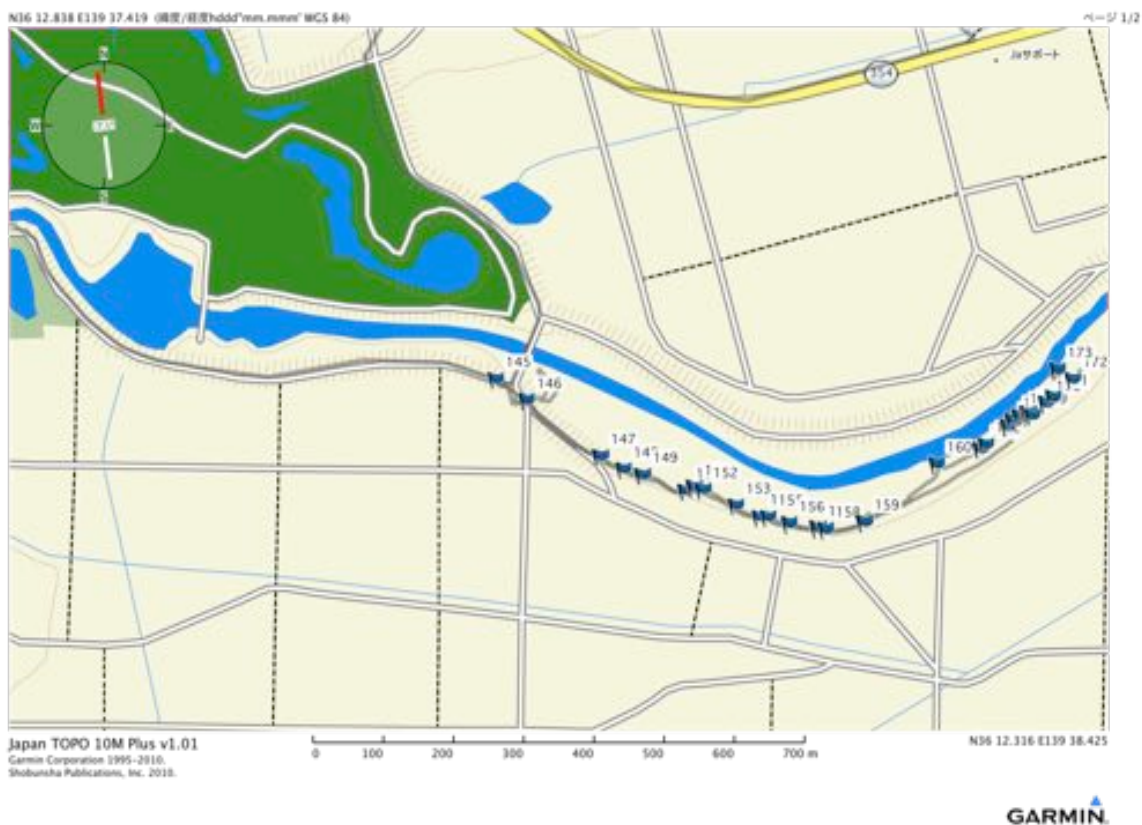 N36 12.838 E139 37.419 (緯度/経度hddd°mm.mmm' WGS 84)
ページ 1/2
354
Jaサポート
145
146
147
149
152
153
156
159
160
173
Japan TOPO 10M Plus v1.01
Garmin Corporation 1995-2010.
Shobunsha Publications, Inc. 2010.
0 100 200 300 400 500 600 700 m
N36 12.316 E139 38.425
GARMIN